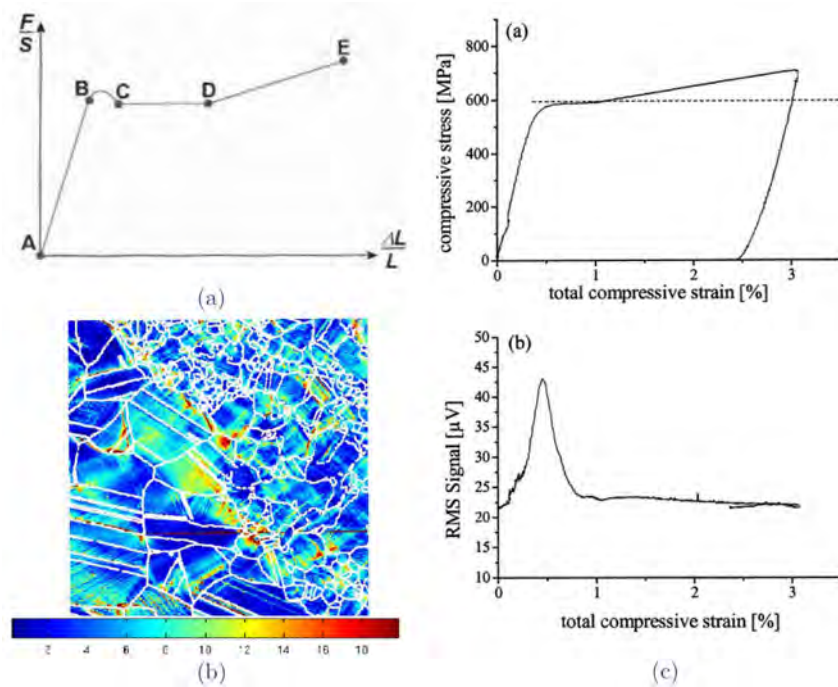 F/S
A
B
C
D
E
ΔL/L
(a)
2 4 6 8 10 12 14 16 18
(b)
(a)
compressive stress [MPa]
800
600
400
200
0
0 1 2 3
total compressive strain [%]
(b)
RMS Signal [µV]
50
45
40
35
30
25
20
15
10
0 1 2 3
total compressive strain [%]
(c)